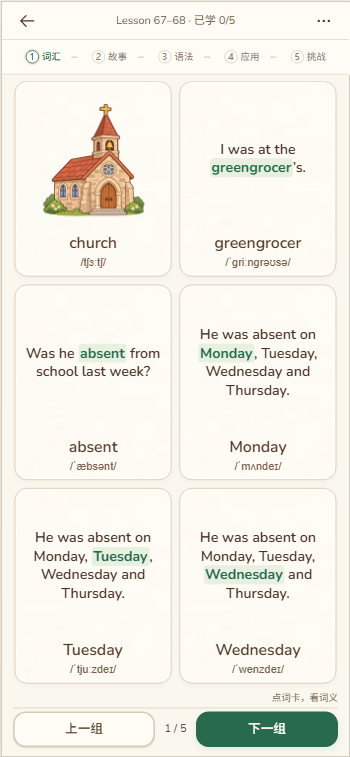 Lesson 67–68 · 已学 0/5
1 词汇 – 2 故事 – 3 语法 – 4 应用 – 5 挑战
church
/tʃɜːtʃ/
I was at the
greengrocer's.
greengrocer
/ˈɡriːnɡrəʊsə/
Was he absent from
school last week?
absent
/ˈæbsənt/
He was absent on
Monday, Tuesday,
Wednesday and
Thursday.
Monday
/ˈmʌndeɪ/
He was absent on
Monday, Tuesday,
Wednesday and
Thursday.
Tuesday
/ˈtjuːzdeɪ/
He was absent on
Monday, Tuesday,
Wednesday and
Thursday.
Wednesday
/ˈwenzdeɪ/
点词卡，看词义
上一组 1 / 5 下一组